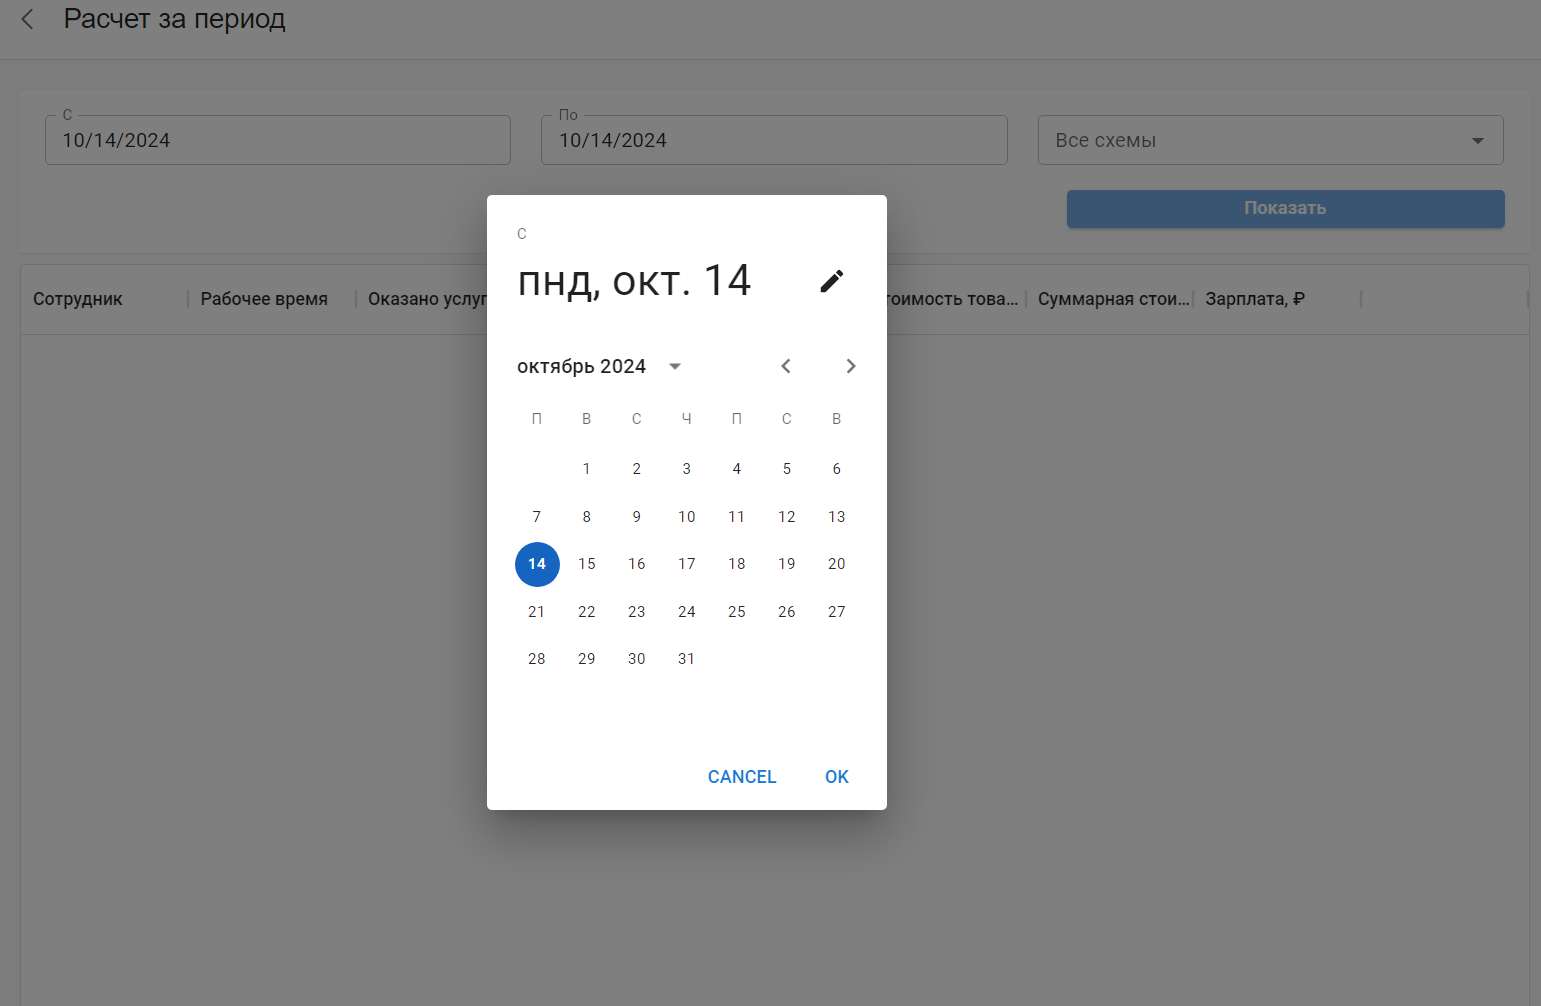 Расчет за период
С
10/14/2024
По
10/14/2024
Все схемы
Показать
Сотрудник
Рабочее время
Оказано услуг
Суммарная стои...
Зарплата, ₽
С
пнд, окт. 14
октябрь 2024
П В С Ч П С В
1 2 3 4 5 6
7 8 9 10 11 12 13
14 15 16 17 18 19 20
21 22 23 24 25 26 27
28 29 30 31
CANCEL OK